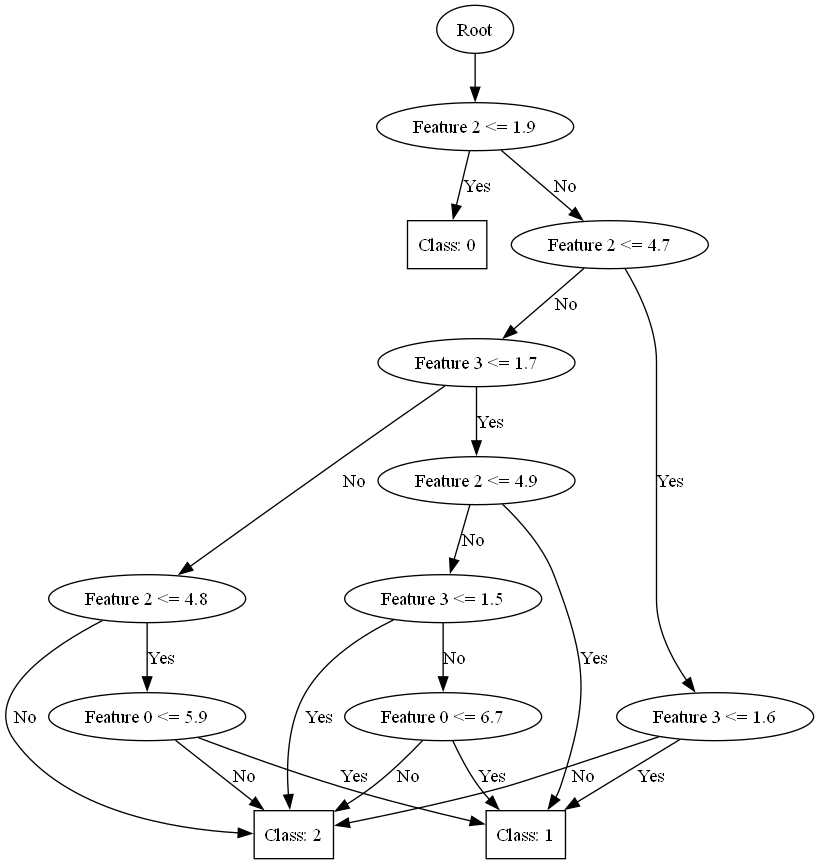 Root
Feature 2 <= 1.9
Yes
No
Class: 0
Feature 2 <= 4.7
No
Feature 3 <= 1.7
Yes
No
Yes
Feature 2 <= 4.9
No
Feature 2 <= 4.8
Feature 3 <= 1.5
Yes
No
Yes
No
Yes
Feature 0 <= 5.9
Feature 0 <= 6.7
Feature 3 <= 1.6
No
Yes
No
Yes
No
Yes
Class: 2
Class: 1